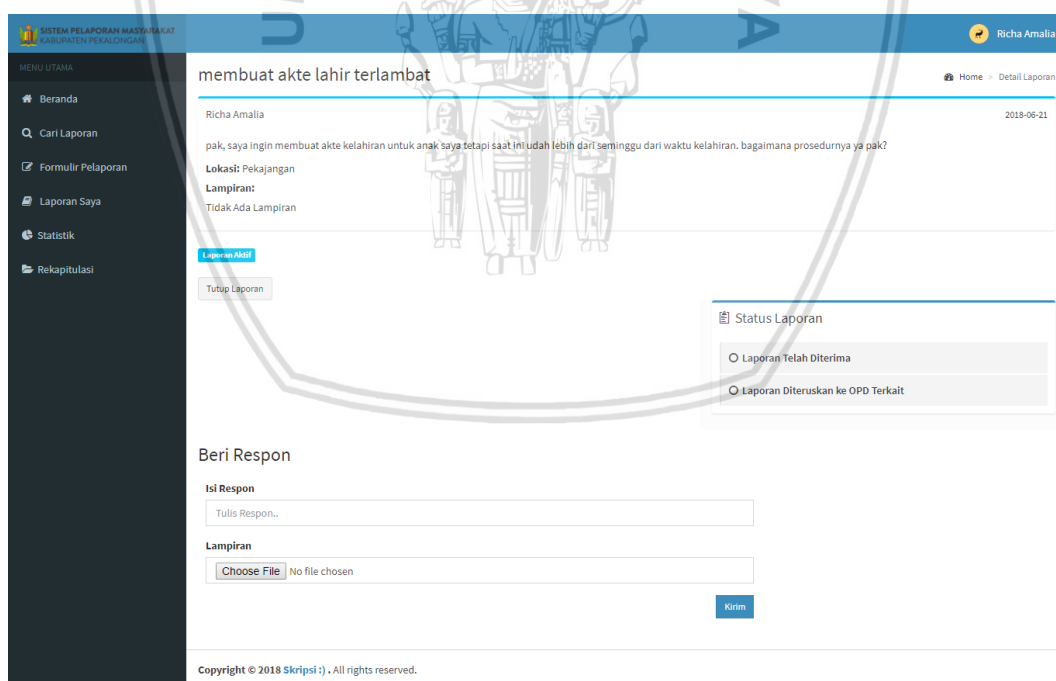 SISTEM PELAPORAN MASYARAKAT
KABUPATEN PEKALONGAN
Richa Amalia
MENU UTAMA
Beranda
Cari Laporan
Formulir Pelaporan
Laporan Saya
Statistik
Rekapitulasi
membuat akte lahir terlambat
Home > Detail Laporan
Richa Amalia
2018-06-21
pak, saya ingin membuat akte kelahiran untuk anak saya tetapi saat ini udah lebih dari seminggu dari waktu kelahiran. bagaimana prosedurnya ya pak?
Lokasi: Pekajangan
Lampiran:
Tidak Ada Lampiran
Laporan Aktif
Tutup Laporan
Status Laporan
Laporan Telah Diterima
Laporan Diteruskan ke OPD Terkait
Beri Respon
Isi Respon
Tulis Respon..
Lampiran
Choose File No file chosen
Kirim
Copyright © 2018 Skripsi :) . All rights reserved.